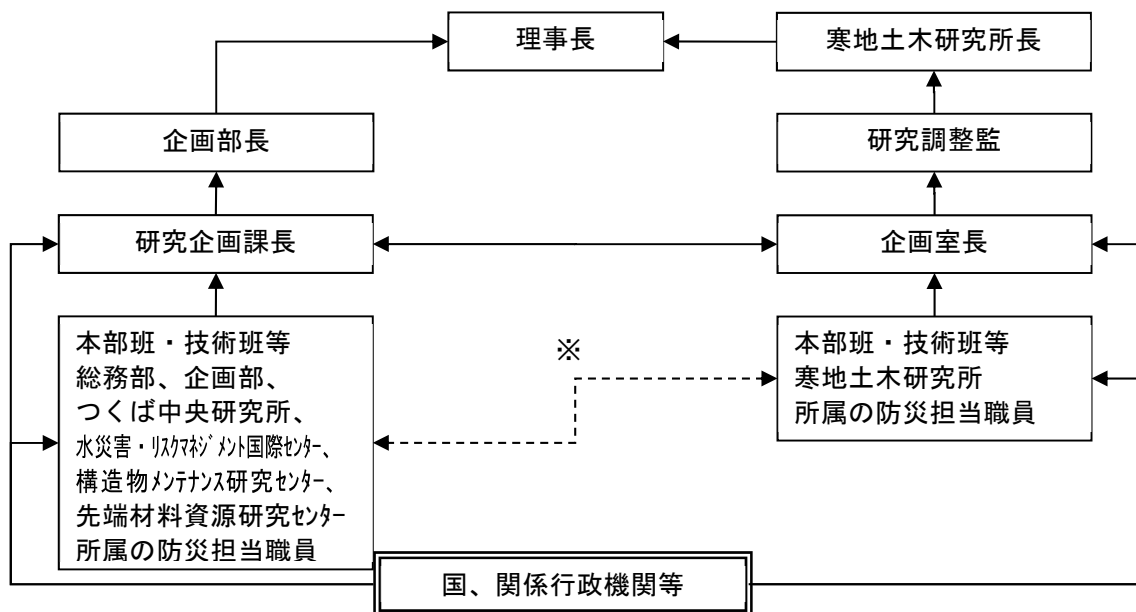 理事長
寒地土木研究所長
企画部長
研究調整監
研究企画課長
企画室長
本部班・技術班等
総務部、企画部、
つくば中央研究所、
水災害・ﾘｽｸﾏﾈｼﾞﾒﾝﾄ国際ｾﾝﾀｰ、
構造物ﾒﾝﾃﾅﾝｽ研究ｾﾝﾀｰ、
先端材料資源研究ｾﾝﾀｰ
所属の防災担当職員
※
本部班・技術班等
寒地土木研究所
所属の防災担当職員
国、関係行政機関等